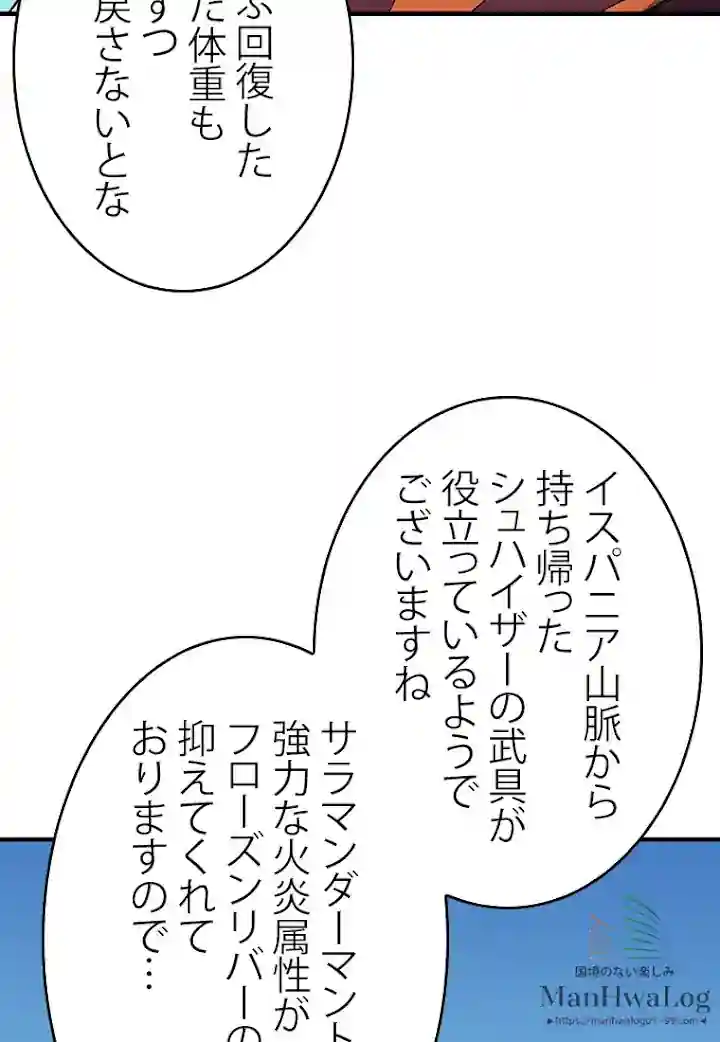 ぶ回復した
た体重も
ずつ
戻さないとな
イスパニア山脈から
持ち帰った
シュハイザーの武具が
役立っているようで
ございますね
サラマンダーマント
強力な火炎属性が
フローズンリバーの
抑えてくれて
おりますので…
国境のない楽しみ
ManHwaLog